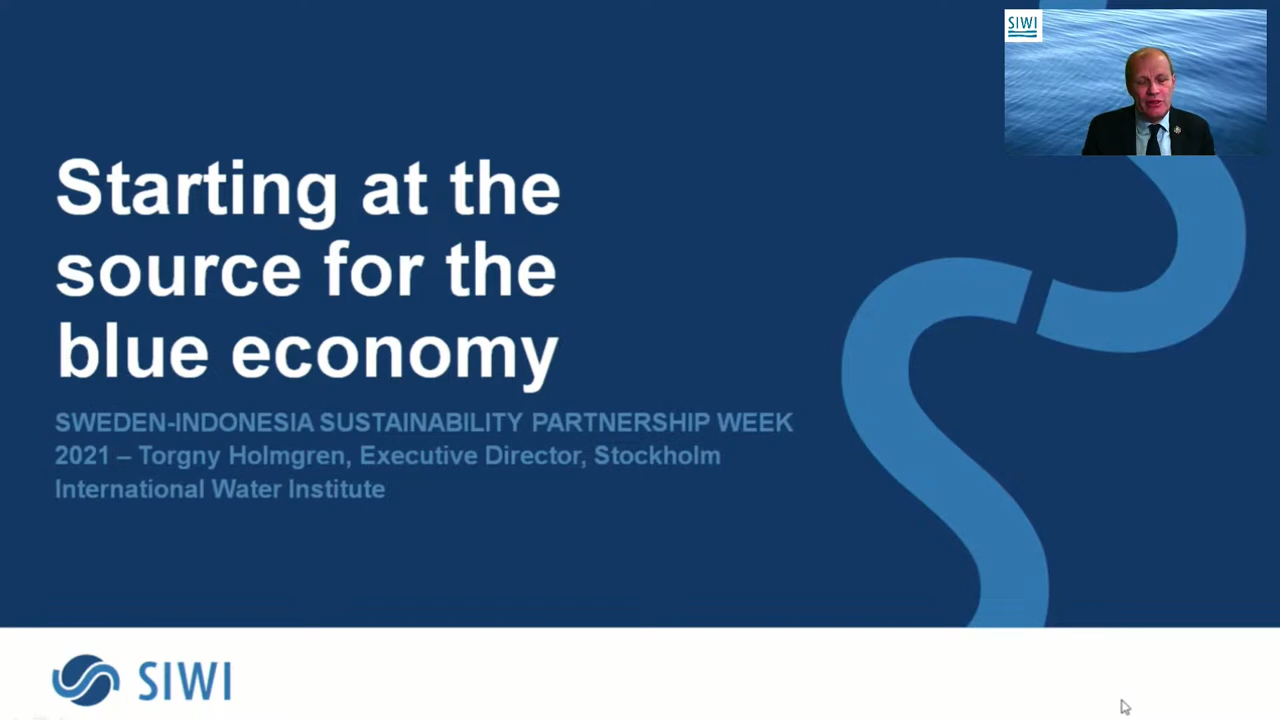 SIWI
Starting at the
source for the
blue economy
SWEDEN-INDONESIA SUSTAINABILITY PARTNERSHIP WEEK
2021 – Torgny Holmgren, Executive Director, Stockholm
International Water Institute
SIWI